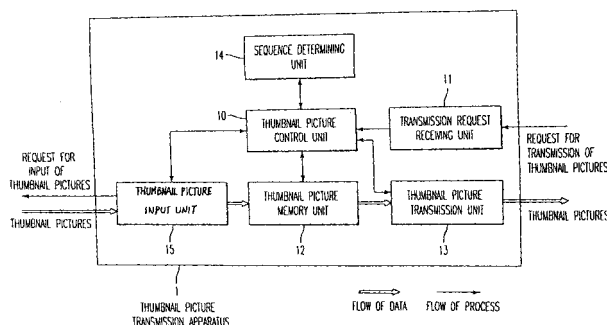 14
SEQUENCE DETERMINING
UNIT
11
10
THUMBNAIL PICTURE
CONTROL UNIT
TRANSMISSION REQUEST
RECEIVING UNIT
REQUEST FOR
INPUT OF
THUMBNAIL PICTURES
REQUEST FOR
TRANSMISSION OF
THUMBNAIL PICTURES
THUMBNAIL PICTURE
INPUT UNIT
THUMBNAIL PICTURE
MEMORY UNIT
THUMBNAIL PICTURE
TRANSMISSION UNIT
THUMBNAIL PICTURES
THUMBNAIL PICTURES
15
12
13
THUMBNAIL PICTURE
TRANSMISSION APPARATUS
FLOW OF DATA
FLOW OF PROCESS